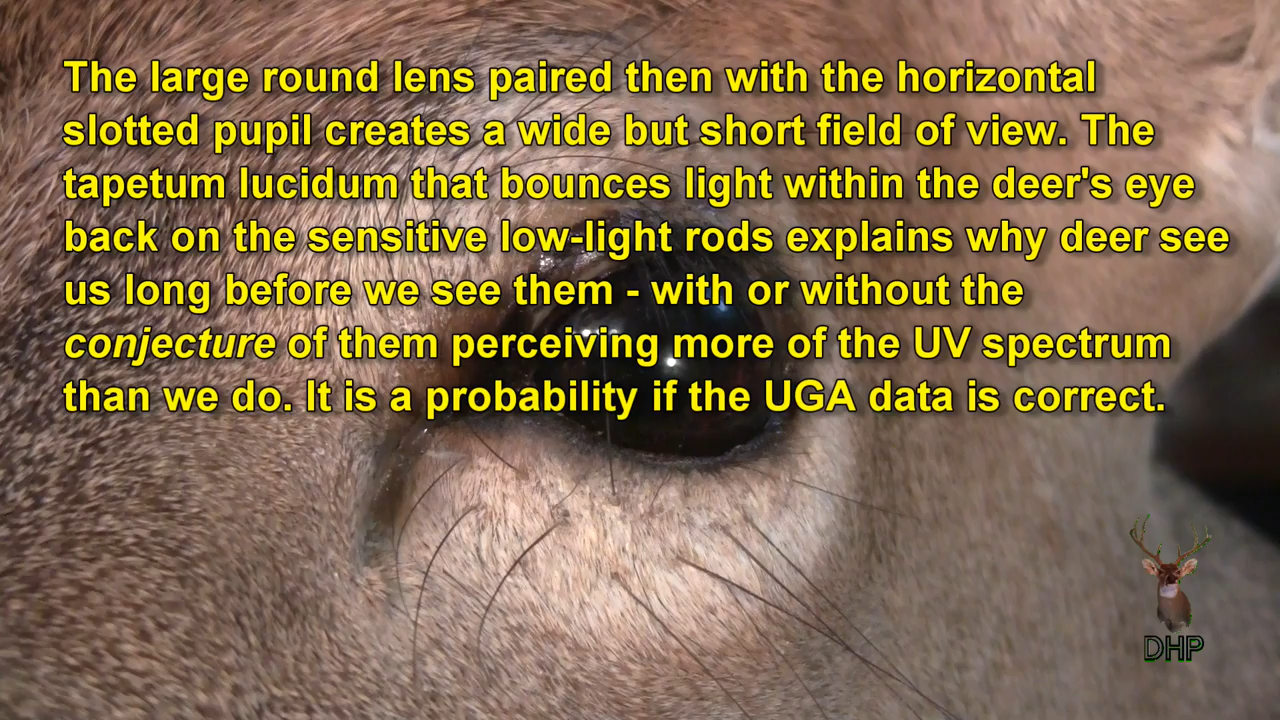 The large round lens paired then with the horizontal
slotted pupil creates a wide but short field of view. The
tapetum lucidum that bounces light within the deer's eye
back on the sensitive low-light rods explains why deer see
us long before we see them - with or without the
conjecture of them perceiving more of the UV spectrum
than we do. It is a probability if the UGA data is correct.
DHP